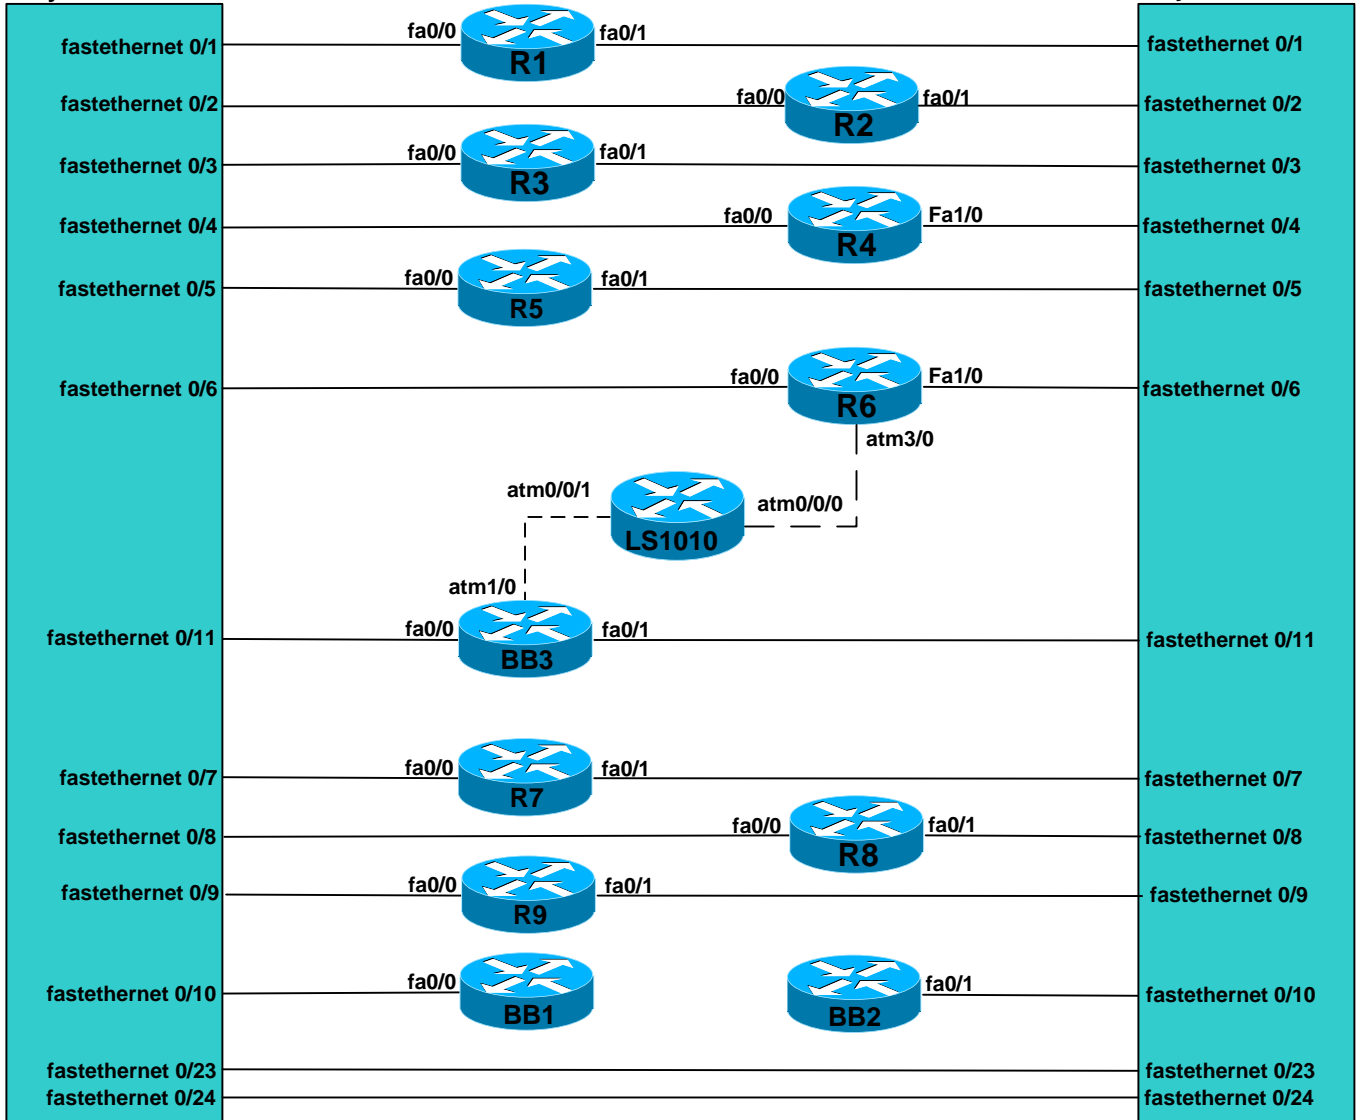 fastethernet 0/1 fa0/0 R1 fa0/1 fastethernet 0/1
fastethernet 0/2 fa0/0 R2 fa0/1 fastethernet 0/2
fastethernet 0/3 fa0/0 R3 fa0/1 fastethernet 0/3
fastethernet 0/4 fa0/0 R4 Fa1/0 fastethernet 0/4
fastethernet 0/5 fa0/0 R5 fa0/1 fastethernet 0/5
fastethernet 0/6 fa0/0 R6 Fa1/0 fastethernet 0/6
atm3/0
atm0/0/1 LS1010 atm0/0/0
atm1/0
fastethernet 0/11 fa0/0 BB3 fa0/1 fastethernet 0/11
fastethernet 0/7 fa0/0 R7 fa0/1 fastethernet 0/7
fastethernet 0/8 fa0/0 R8 fa0/1 fastethernet 0/8
fastethernet 0/9 fa0/0 R9 fa0/1 fastethernet 0/9
fastethernet 0/10 fa0/0 BB1 BB2 fa0/1 fastethernet 0/10
fastethernet 0/23 fastethernet 0/23
fastethernet 0/24 fastethernet 0/24